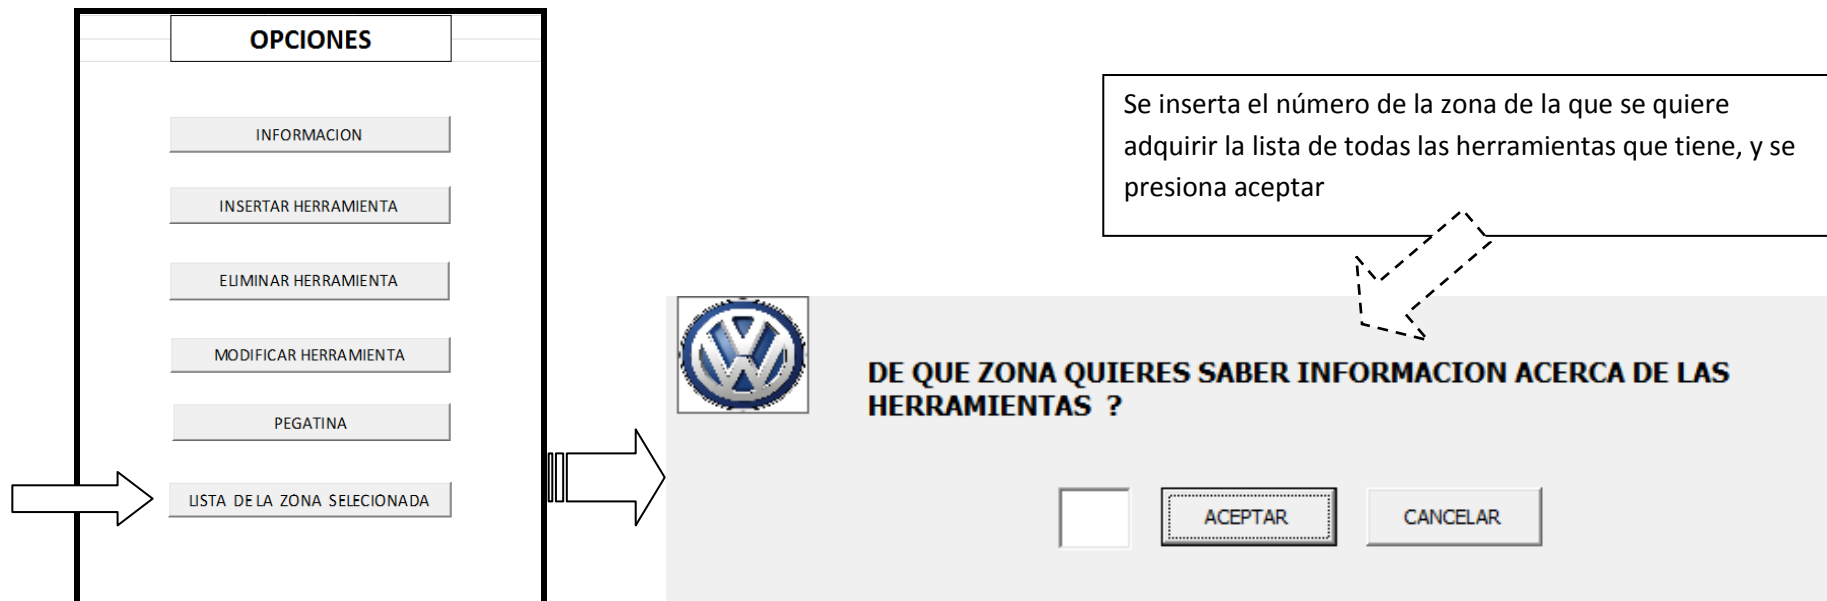 OPCIONES
INFORMACION
INSERTAR HERRAMIENTA
ELIMINAR HERRAMIENTA
MODIFICAR HERRAMIENTA
PEGATINA
LISTA DE LA ZONA SELECIONADA
Se inserta el número de la zona de la que se quiere
adquirir la lista de todas las herramientas que tiene, y se
presiona aceptar
DE QUE ZONA QUIERES SABER INFORMACION ACERCA DE LAS
HERRAMIENTAS ?
ACEPTAR
CANCELAR